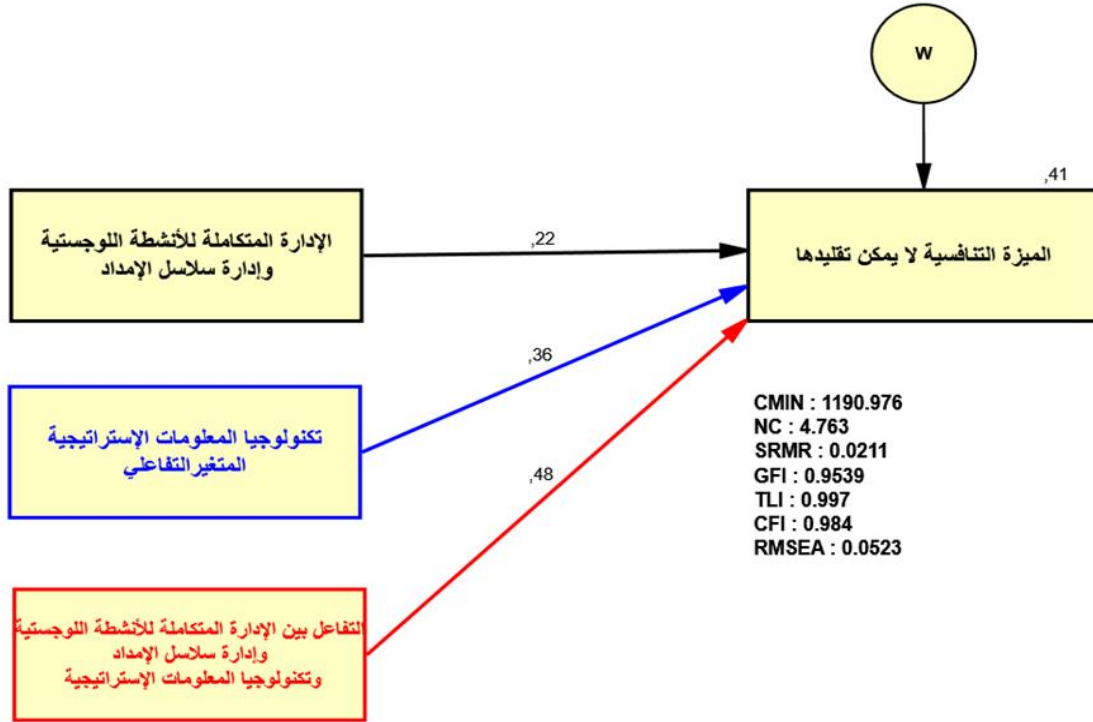 W
,41
الإدارة المتكاملة للأنشطة اللوجستية
وإدارة سلاسل الإمداد
,22
الميزة التنافسية لا يمكن تقليدها
تكنولوجيا المعلومات الإستراتيجية
المتغيرالتفاعلي
,36
,48
CMIN : 1190.976
NC : 4.763
SRMR : 0.0211
GFI : 0.9539
TLI : 0.997
CFI : 0.984
RMSEA : 0.0523
التفاعل بين الإدارة المتكاملة للأنشطة اللوجستية
وإدارة سلاسل الإمداد
وتكنولوجيا المعلومات الإستراتيجية